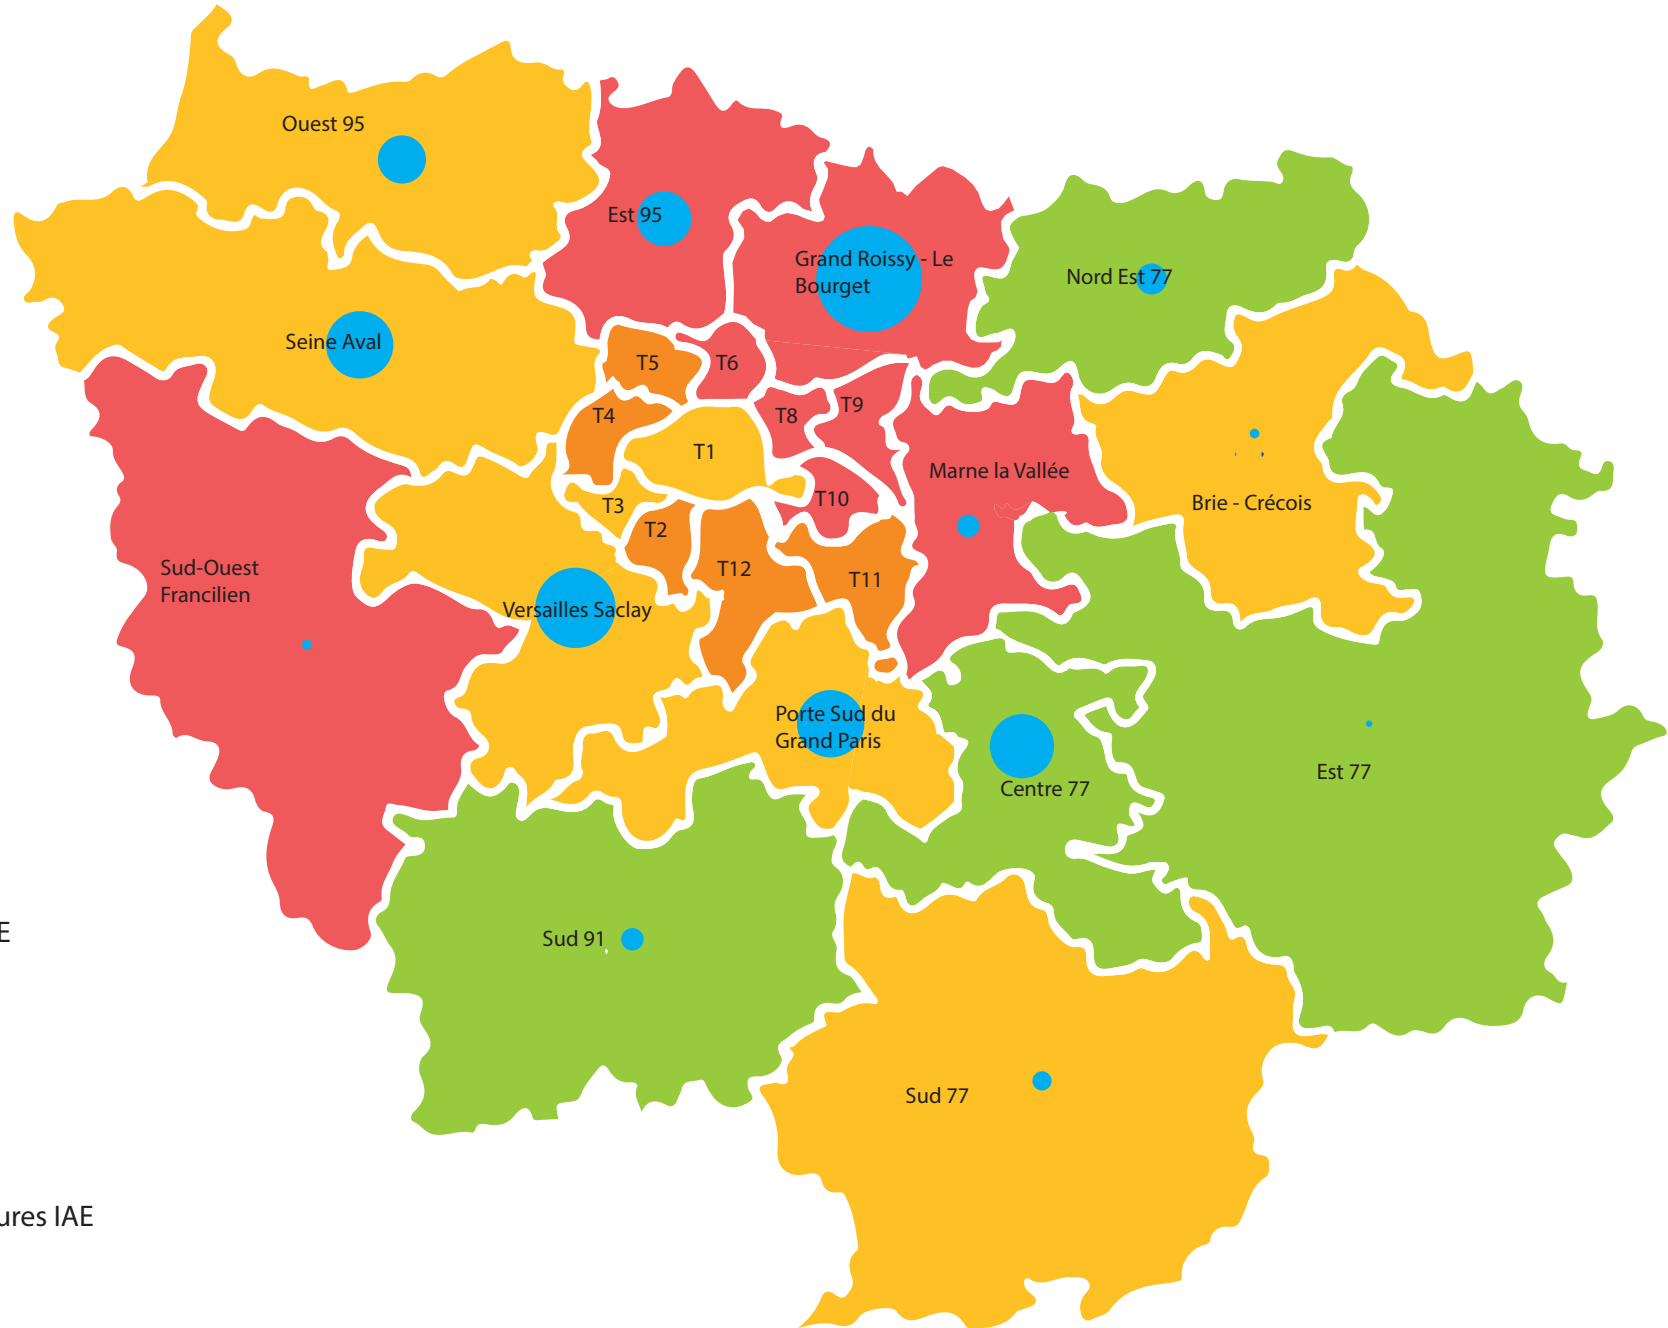 Ouest 95
Est 95
Grand Roissy - Le
Bourget
Nord Est 77
Seine Aval
T5
T6
T4
T8
T9
T1
Marne la Vallée
T3
T10
Brie - Crécois
T2
T12
T11
Sud-Ouest
Francilien
Versailles Saclay
Porte Sud du
Grand Paris
Centre 77
Est 77
Sud 91
E
Sud 77
ures IAE